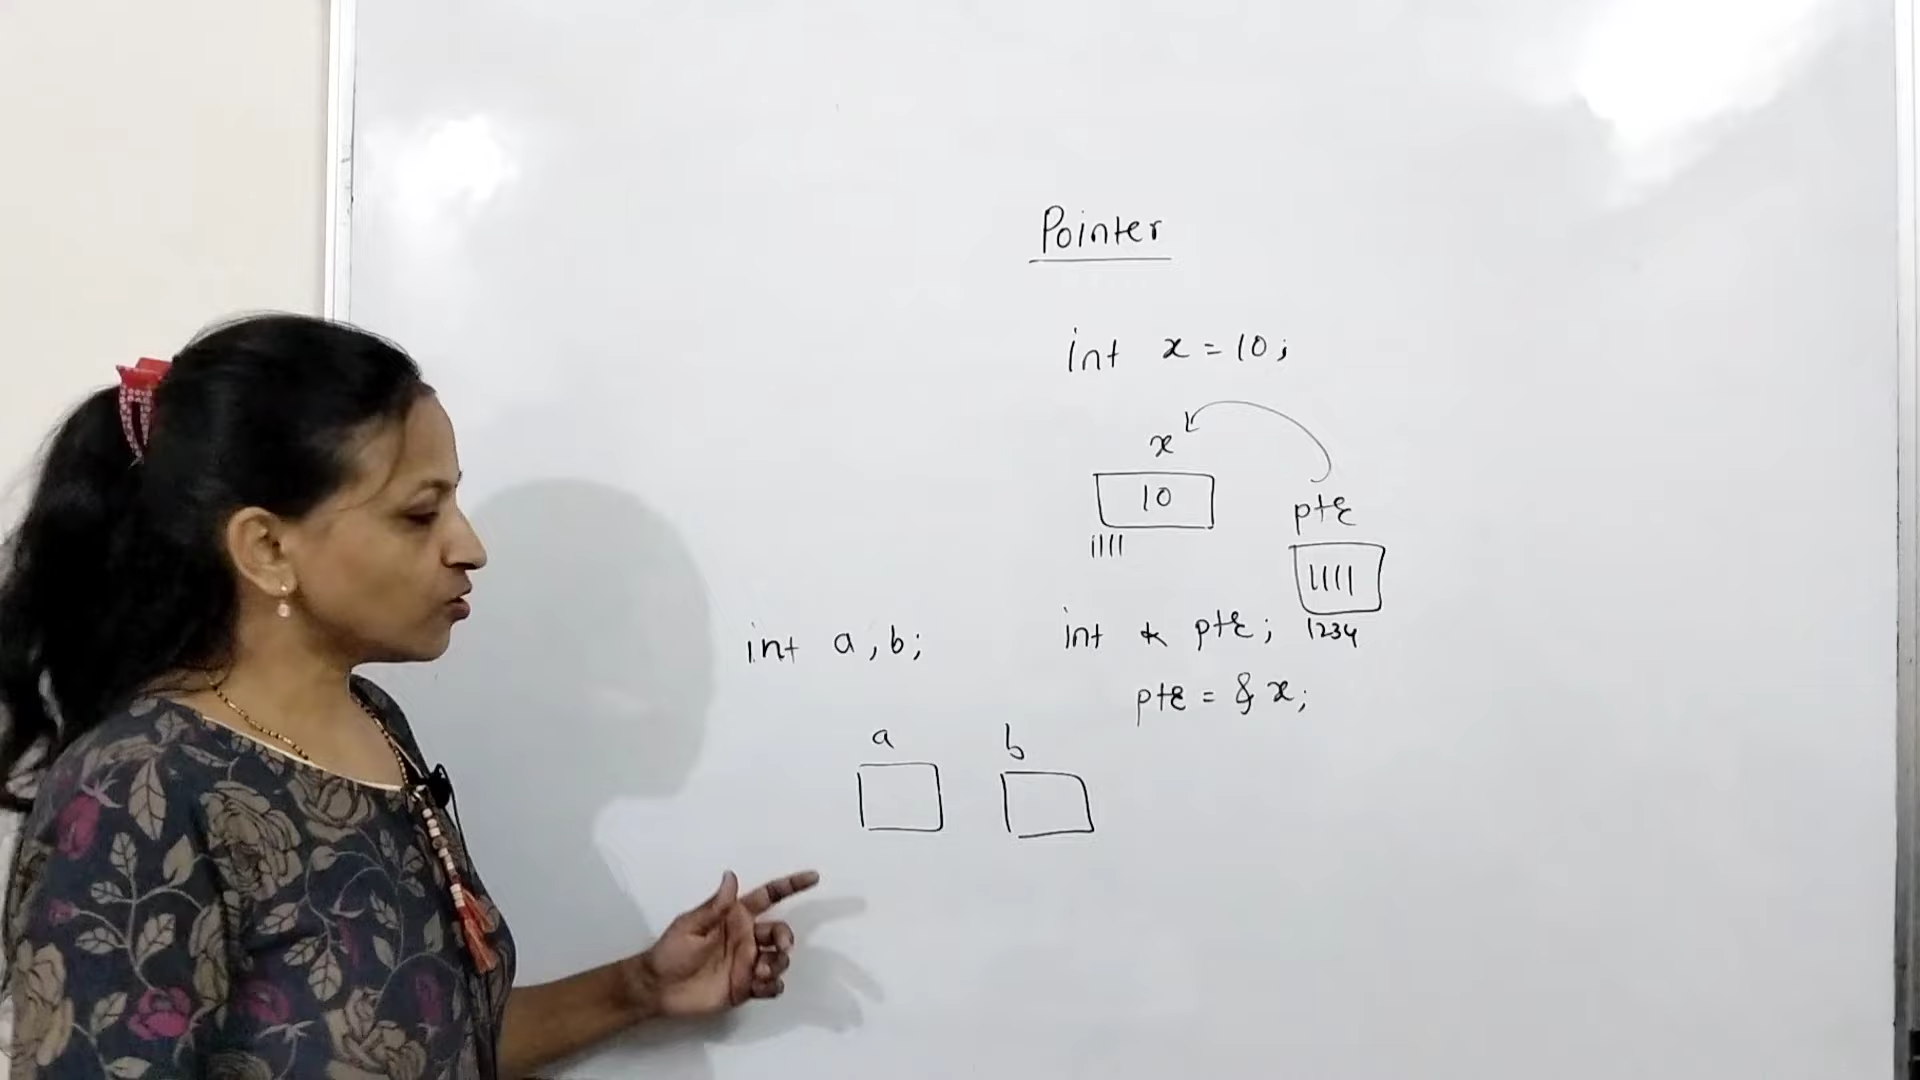 Pointer
int x = 10;
x
10
1111
ptr
1111
1234
int a, b;
int * ptr;
ptr = & x;
a
b